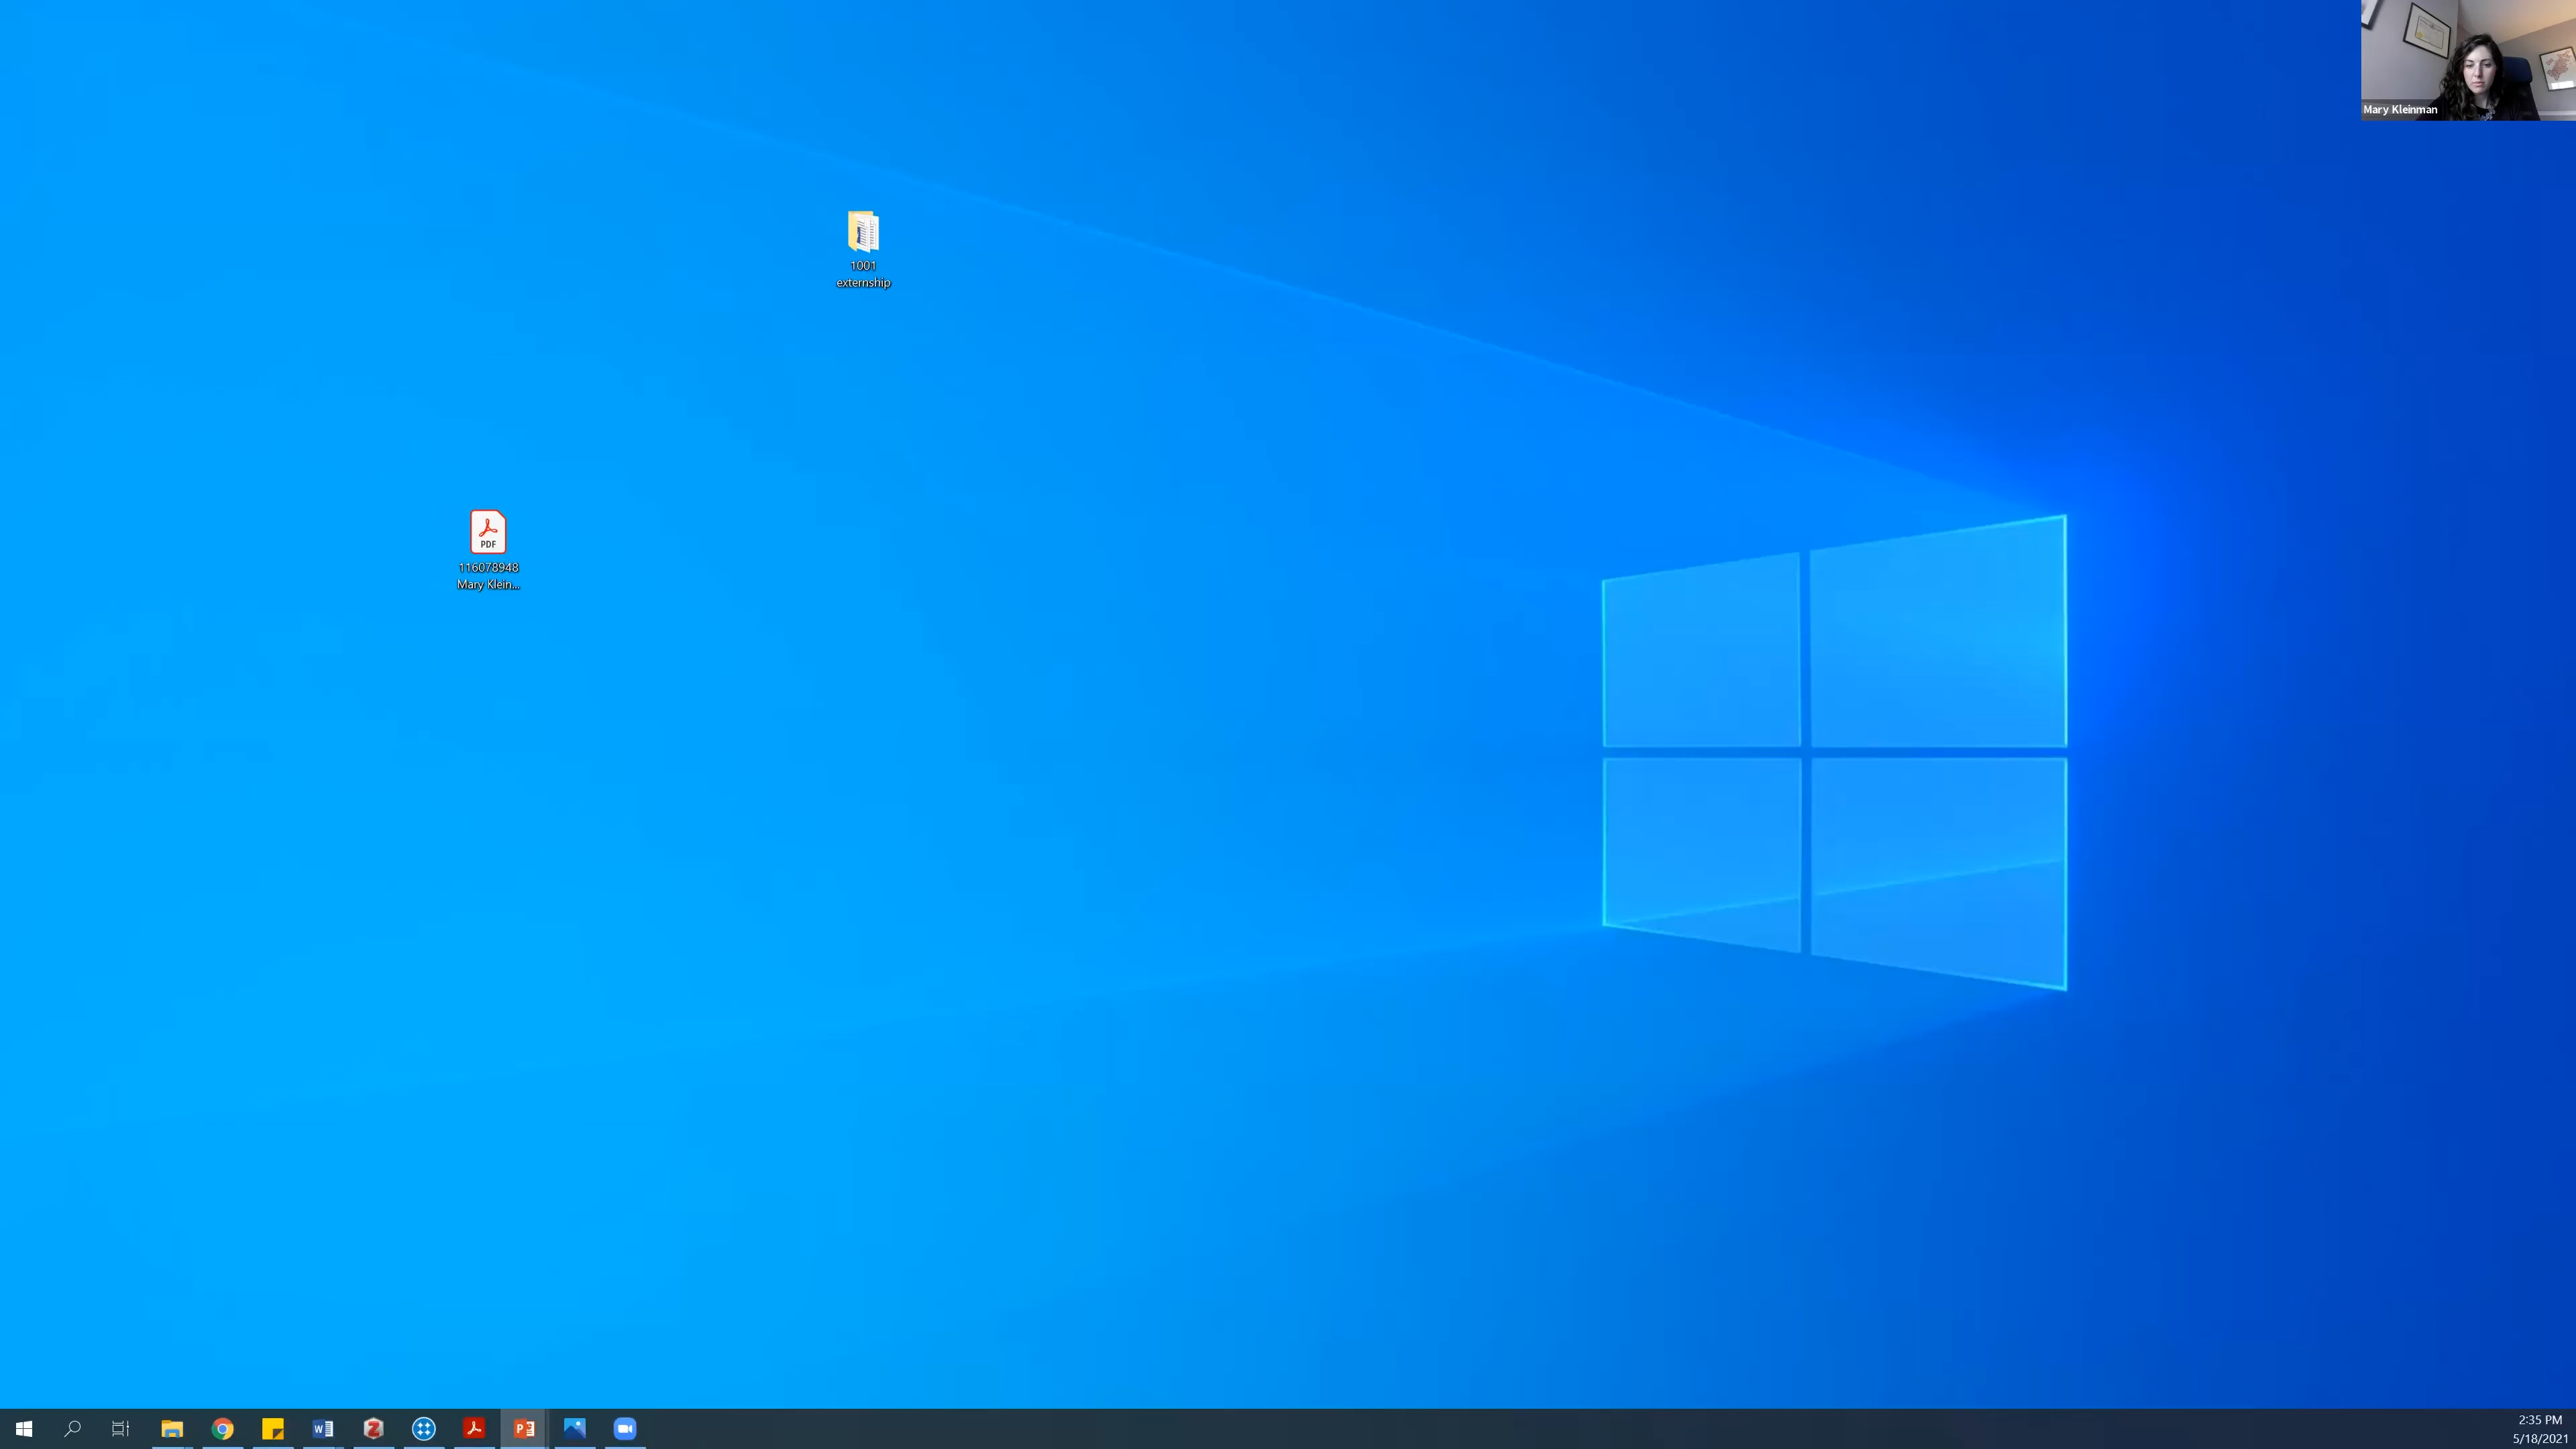 Mary Kleinman
1001
externship
PDF
116078948
Mary Klein...
2:35 PM
5/18/2021